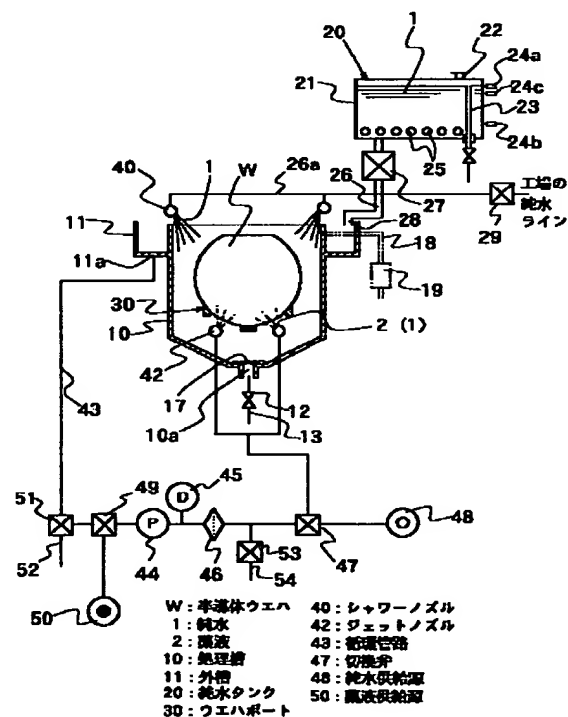 20
1
22
24a
24c
23
24b
21
25
40
1
W
26a
26
27
工場の
純水
ライン
29
11
11a
28
18
19
30
10
42
2 (1)
17
10a
12
13
43
51
49
45
D
P
44
46
53
54
47
48
52
50
W:半導体ウエハ
1:純水
2:薬液
10:処理槽
11:外槽
20:純水タンク
30:ウエハボート
40:シャワーノズル
42:ジェットノズル
43:循環管路
47:切換弁
48:純水供給源
50:薬液供給源